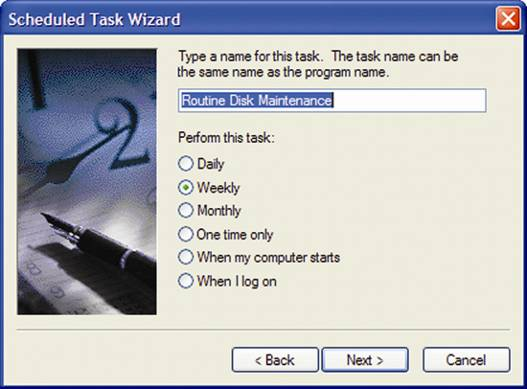 Scheduled Task Wizard
Type a name for this task. The task name can be
the same name as the program name.
Routine Disk Maintenance
Perform this task:
Daily
Weekly
Monthly
One time only
When my computer starts
When I log on
< Back
Next >
Cancel